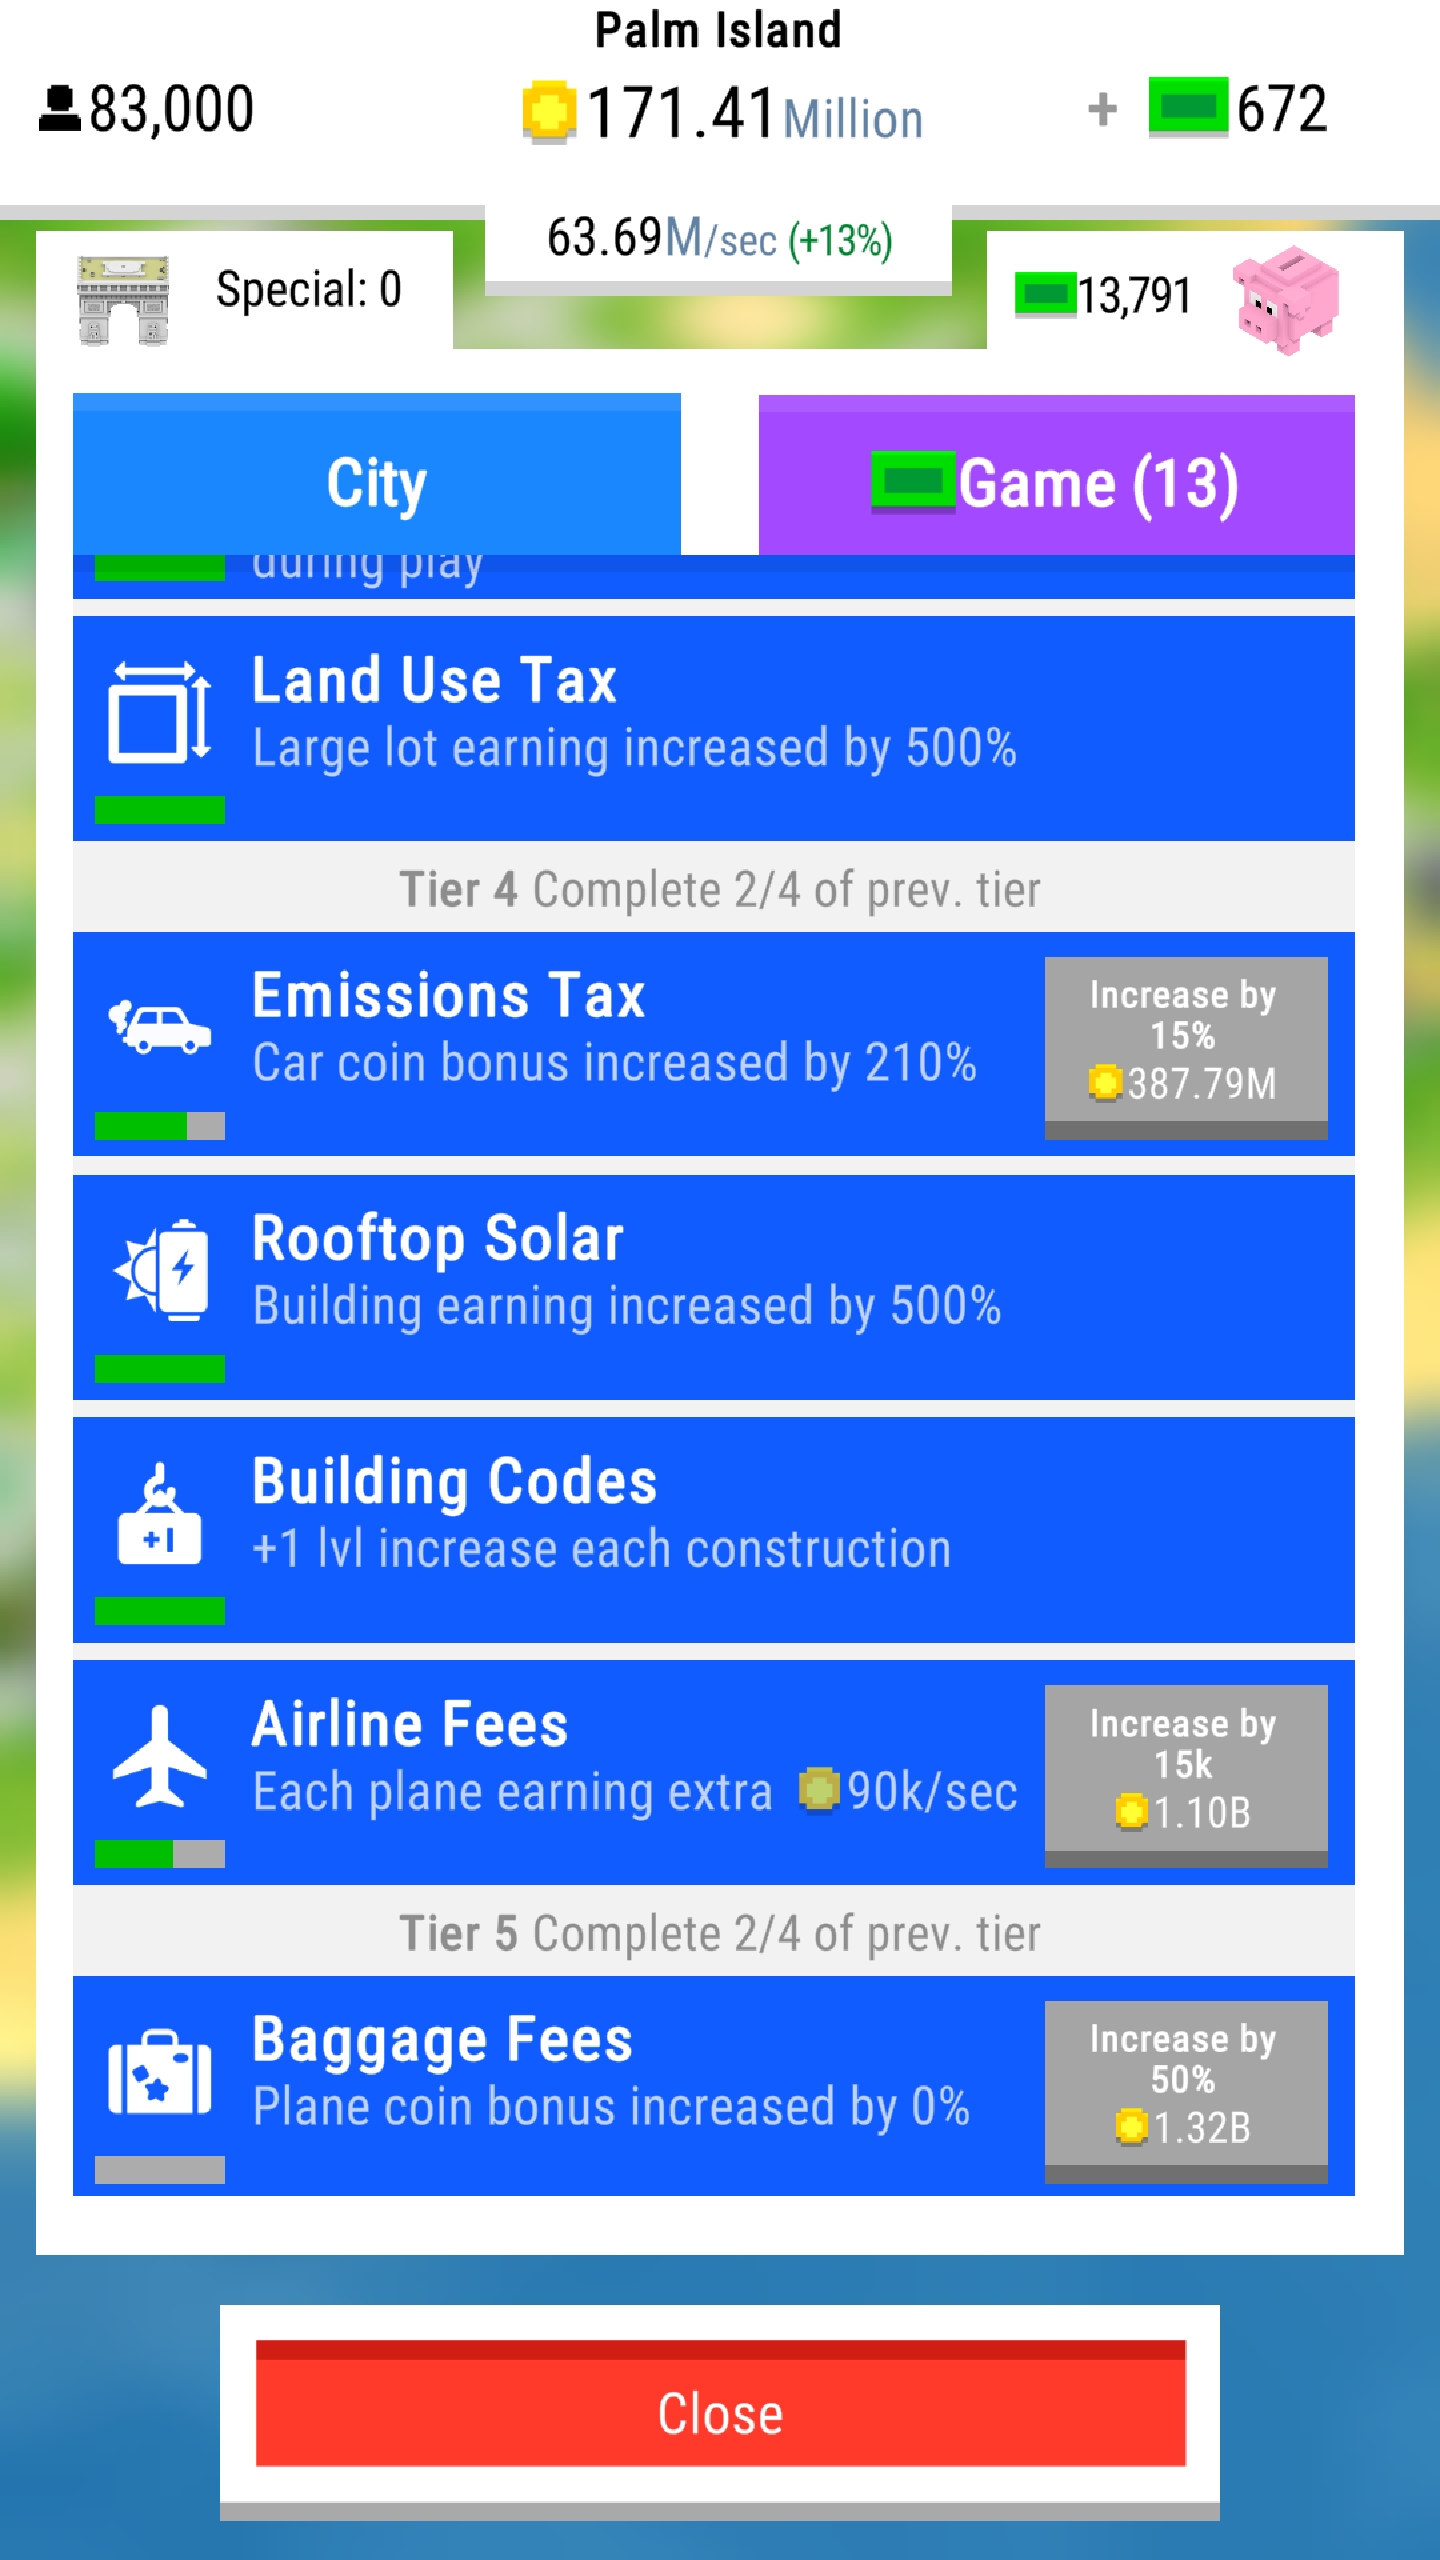 Palm Island
83,000
171.41Million
+ 672
63.69M/sec (+13%)
Special: 0
13,791
City
Game (13)
during play
Land Use Tax
Large lot earning increased by 500%
Tier 4 Complete 2/4 of prev. tier
Emissions Tax
Car coin bonus increased by 210%
Increase by
15%
387.79M
Rooftop Solar
Building earning increased by 500%
Building Codes
+1
+1 lvl increase each construction
Airline Fees
Each plane earning extra 90k/sec
Increase by
15k
1.10B
Tier 5 Complete 2/4 of prev. tier
Baggage Fees
Plane coin bonus increased by 0%
Increase by
50%
1.32B
Close